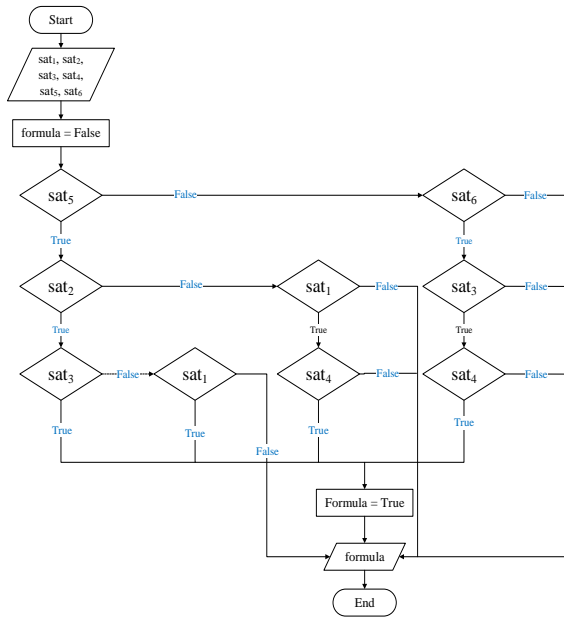 Start
sat₁, sat₂,
sat₃, sat₄,
sat₅, sat₆
formula = False
sat₅
False
sat₆
False
True
True
sat₂
False
sat₁
False
sat₃
False
True
True
True
sat₃
False
sat₁
sat₄
False
sat₄
False
True
True
False
True
True
Formula = True
formula
End